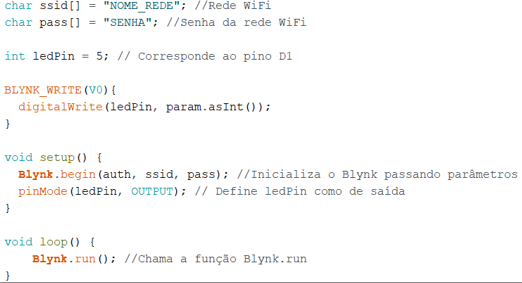 char ssid[] = "NOME_REDE"; //Rede WiFi
char pass[] = "SENHA"; //Senha da rede WiFi
int ledPin = 5; // Corresponde ao pino D1
BLYNK_WRITE(V0){
digitalWrite(ledPin, param.asInt());
}
void setup() {
Blynk.begin(auth, ssid, pass); //Inicializa o Blynk passando parâmetros
pinMode(ledPin, OUTPUT); // Define ledPin como de saída
}
void loop() {
Blynk.run(); //Chama a função Blynk.run
}